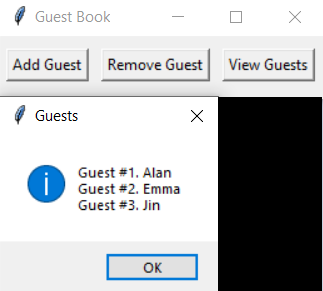 Guest Book
Add Guest Remove Guest View Guests
Guests
Guest #1. Alan
Guest #2. Emma
Guest #3. Jin
OK